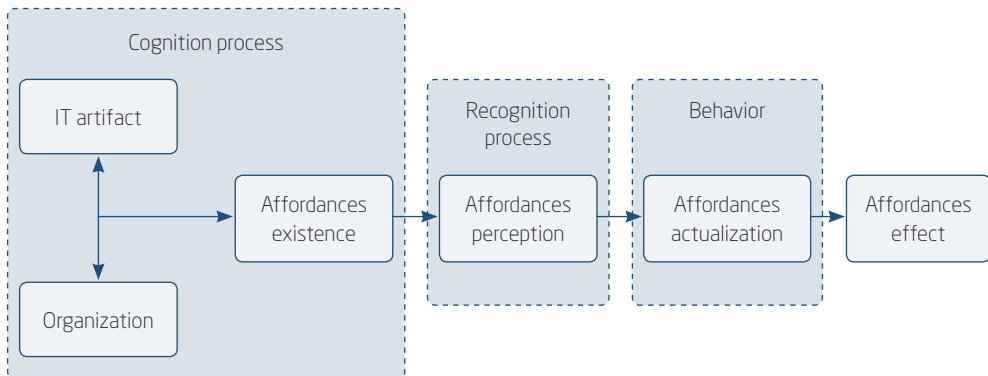 Cognition process
IT artifact
Organization
Affordances
existence
Recognition
process
Affordances
perception
Behavior
Affordances
actualization
Affordances
effect